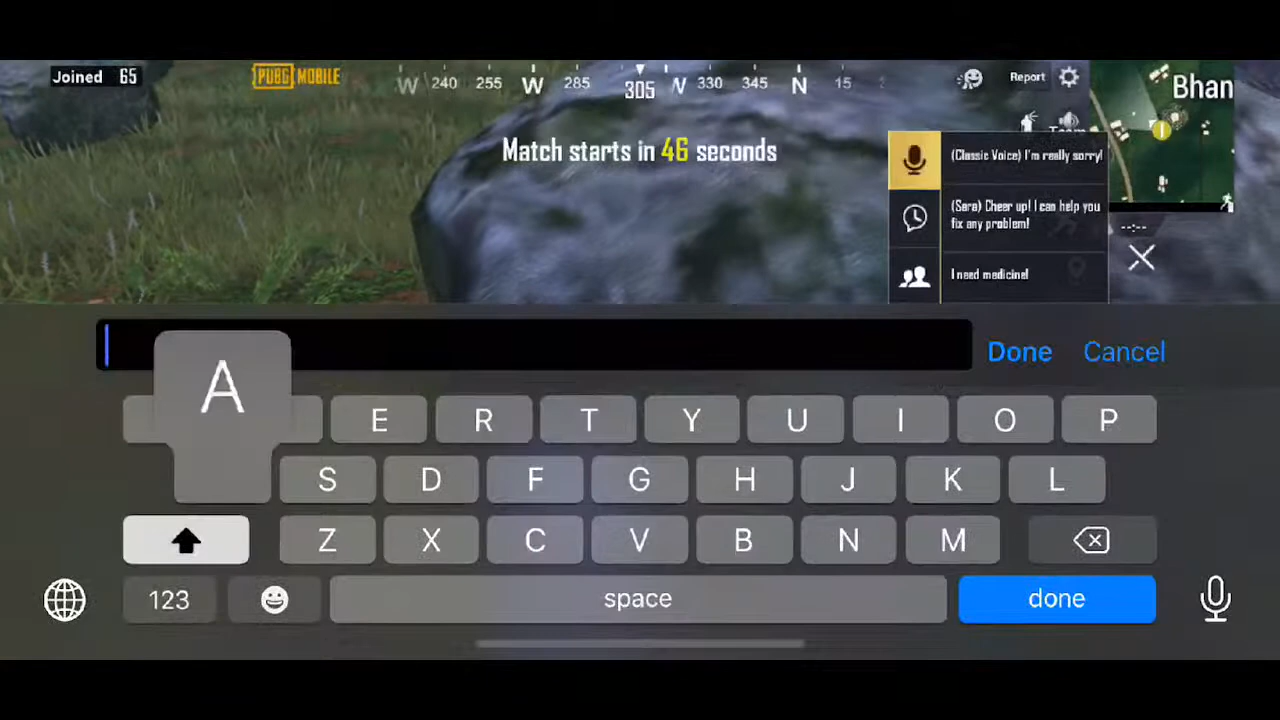 Joined 65
PUBG MOBILE
W 240 255 W 285 305 330 345 N 15
Report
Bhan
Match starts in 46 seconds
Team
(Classic Voice) I'm really sorry!
(Sara) Cheer up! I can help you
fix any problem!
I need medicine!
--:--
Done Cancel
A
E R T Y U I O P
S D F G H J K L
Z X C V B N M
123 space done